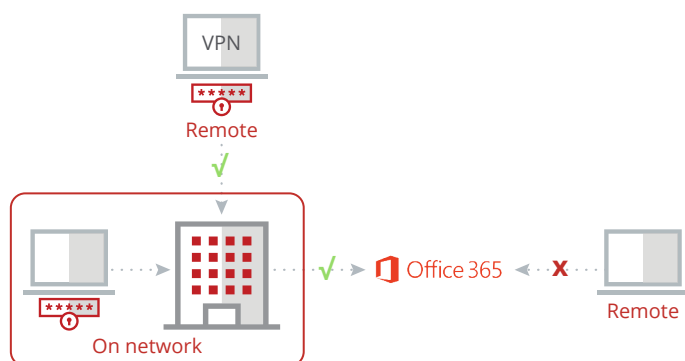 VPN
*****
Remote
√
√
Office 365
X
*****
On network
Remote